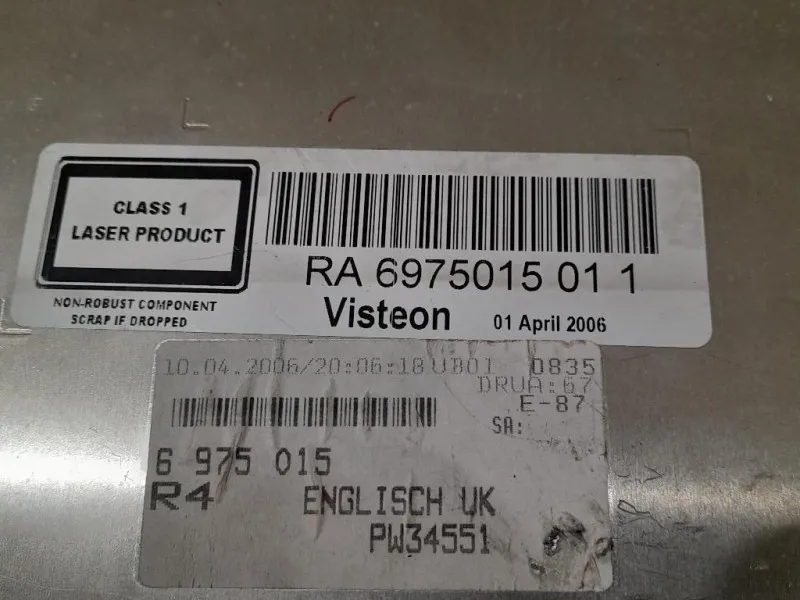 CLASS 1
LASER PRODUCT
NON-ROBUST COMPONENT
SCRAP IF DROPPED
RA 6975015 01 1
Visteon 01 April 2006
10.04.2006/20:06:18 UB01 0835
DRUA:67
E-87
SA:
6 975 015
R4 ENGLISCH UK
PW34551